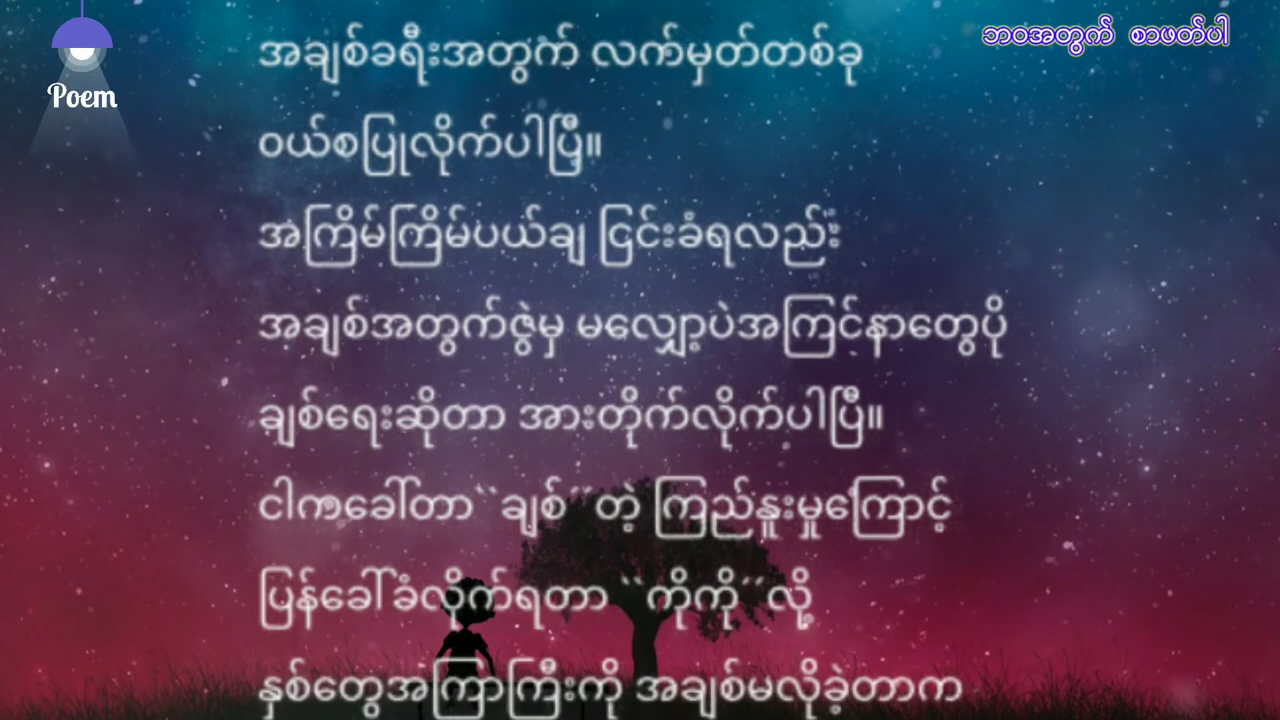 ဘဝအတွက် စာဖတ်ပါ
Poem
အချစ်ခရီးအတွက် လက်မှတ်တစ်ခု
ဝယ်စပြုလိုက်ပါပြီ။
အကြိမ်ကြိမ်ပယ်ချ ငြင်းခံရလည်း
အချစ်အတွက်ဇွဲမှ မလျှော့ပဲအကြင်နာတွေပို
ချစ်ရေးဆိုတာ အားတိုက်လိုက်ပါပြီ။
ငါကခေါ်တာ``ချစ်´´တဲ့ ကြည်နူးမှုကြောင့်
ပြန်ခေါ်ခံလိုက်ရတာ ``ကိုကို´´လို့
နှစ်တွေအကြာကြီးကို အချစ်မလိုခဲ့တာက